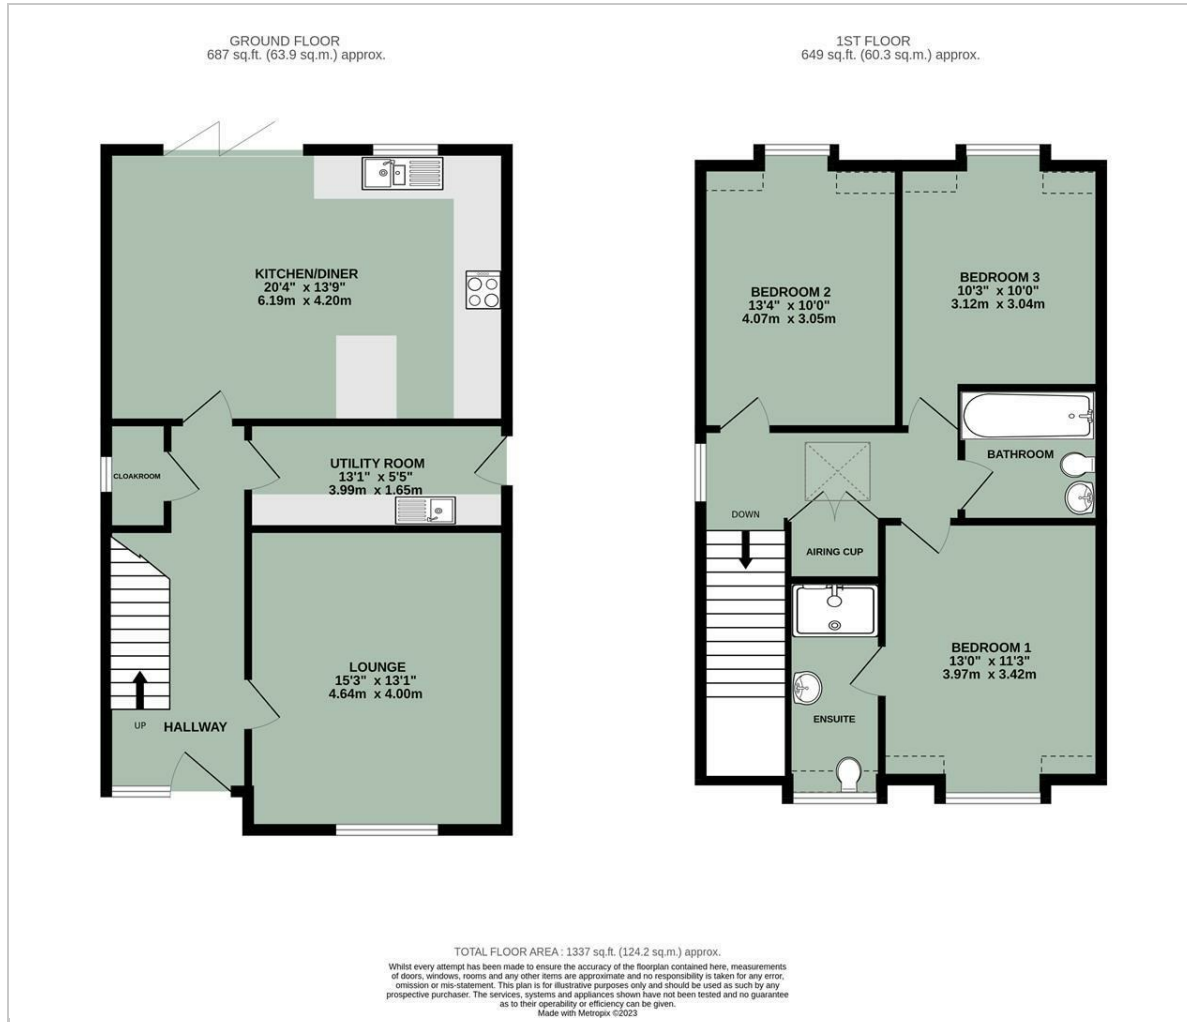 GROUND FLOOR
687 sq.ft. (63.9 sq.m.) approx.
KITCHEN/DINER
20'4" x 13'9"
6.19m x 4.20m
CLOAKROOM
UTILITY ROOM
13'1" x 5'5"
3.99m x 1.65m
LOUNGE
15'3" x 13'1"
4.64m x 4.00m
UP
HALLWAY
1ST FLOOR
649 sq.ft. (60.3 sq.m.) approx.
BEDROOM 2
13'4" x 10'0"
4.07m x 3.05m
BEDROOM 3
10'3" x 10'0"
3.12m x 3.04m
BATHROOM
DOWN
AIRING CUP
BEDROOM 1
13'0" x 11'3"
3.97m x 3.42m
ENSUITE
TOTAL FLOOR AREA : 1337 sq.ft. (124.2 sq.m.) approx.
Whilst every attempt has been made to ensure the accuracy of the floorplan contained here, measurements
of doors, windows, rooms and any other items are approximate and no responsibility is taken for any error,
omission or mis-statement. This plan is for illustrative purposes only and should be used as such by any
prospective purchaser. The services, systems and appliances shown have not been tested and no guarantee
as to their operability or efficiency can be given.
Made with Metropix ©2023